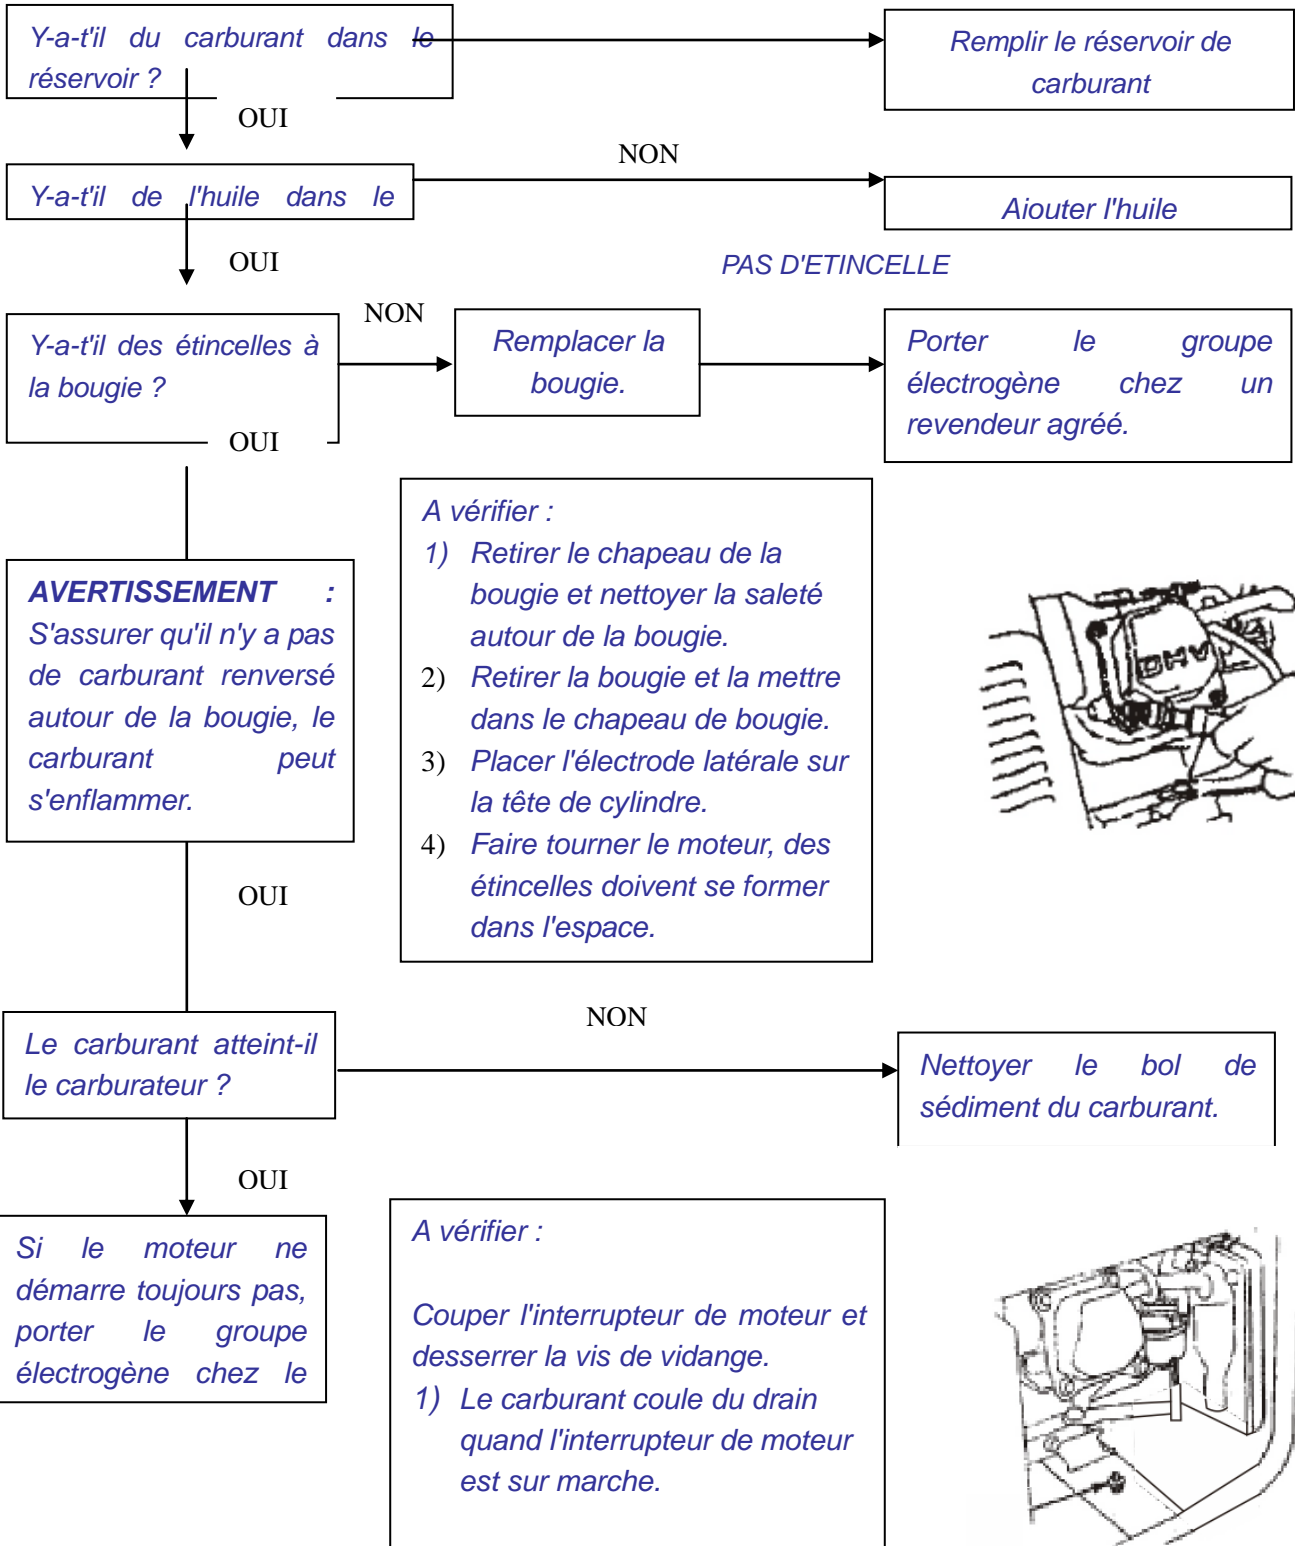 Y-a-t'il du carburant dans le
réservoir ?
Remplir le réservoir de
carburant
OUI
NON
Y-a-t'il de l'huile dans le
Aiouter l'huile
OUI
PAS D'ETINCELLE
NON
Y-a-t'il des étincelles à
la bougie ?
Remplacer la
bougie.
Porter le groupe
électrogène chez un
revendeur agréé.
OUI
A vérifier :
1) Retirer le chapeau de la
bougie et nettoyer la saleté
autour de la bougie.
2) Retirer la bougie et la mettre
dans le chapeau de bougie.
3) Placer l'électrode latérale sur
la tête de cylindre.
4) Faire tourner le moteur, des
étincelles doivent se former
dans l'espace.
AVERTISSEMENT :
S'assurer qu'il n'y a pas
de carburant renversé
autour de la bougie, le
carburant peut
s'enflammer.
OHV
OUI
NON
Le carburant atteint-il
le carburateur ?
Nettoyer le bol de
sédiment du carburant.
OUI
Si le moteur ne
démarre toujours pas,
porter le groupe
électrogène chez le
A vérifier :
Couper l'interrupteur de moteur et
desserrer la vis de vidange.
1) Le carburant coule du drain
quand l'interrupteur de moteur
est sur marche.